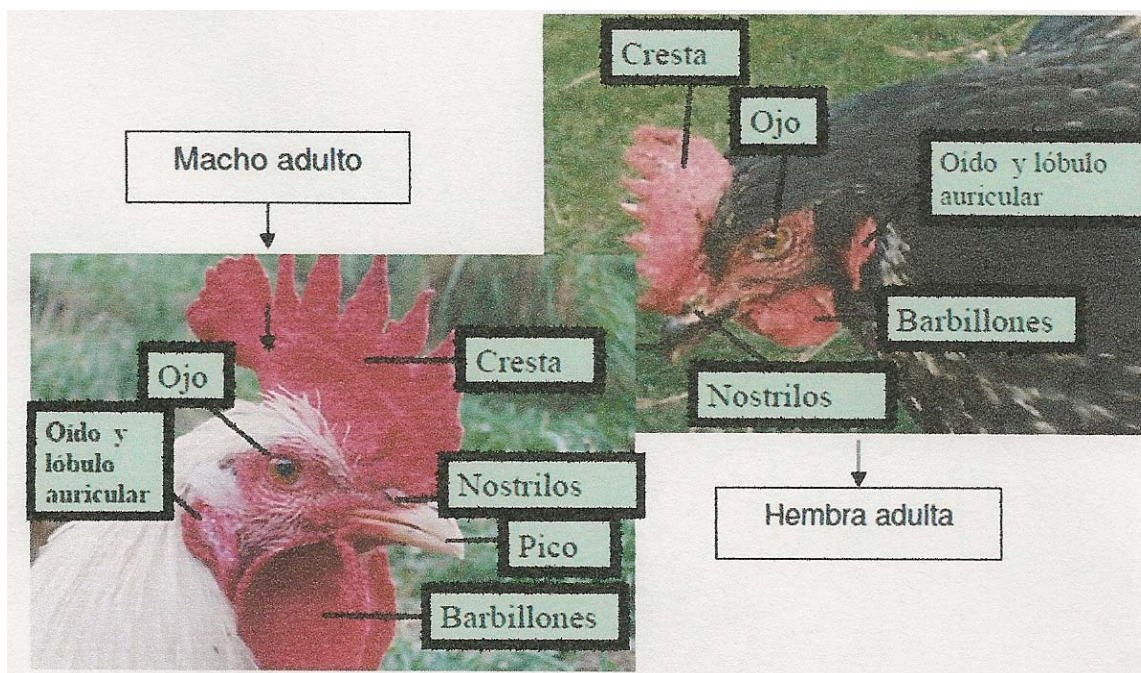 Macho adulto
Ojo
Cresta
Oído y
lóbulo
auricular
Nostrilos
Pico
Barbillones
Cresta
Ojo
Oído y lóbulo
auricular
Barbillones
Nostrilos
Hembra adulta